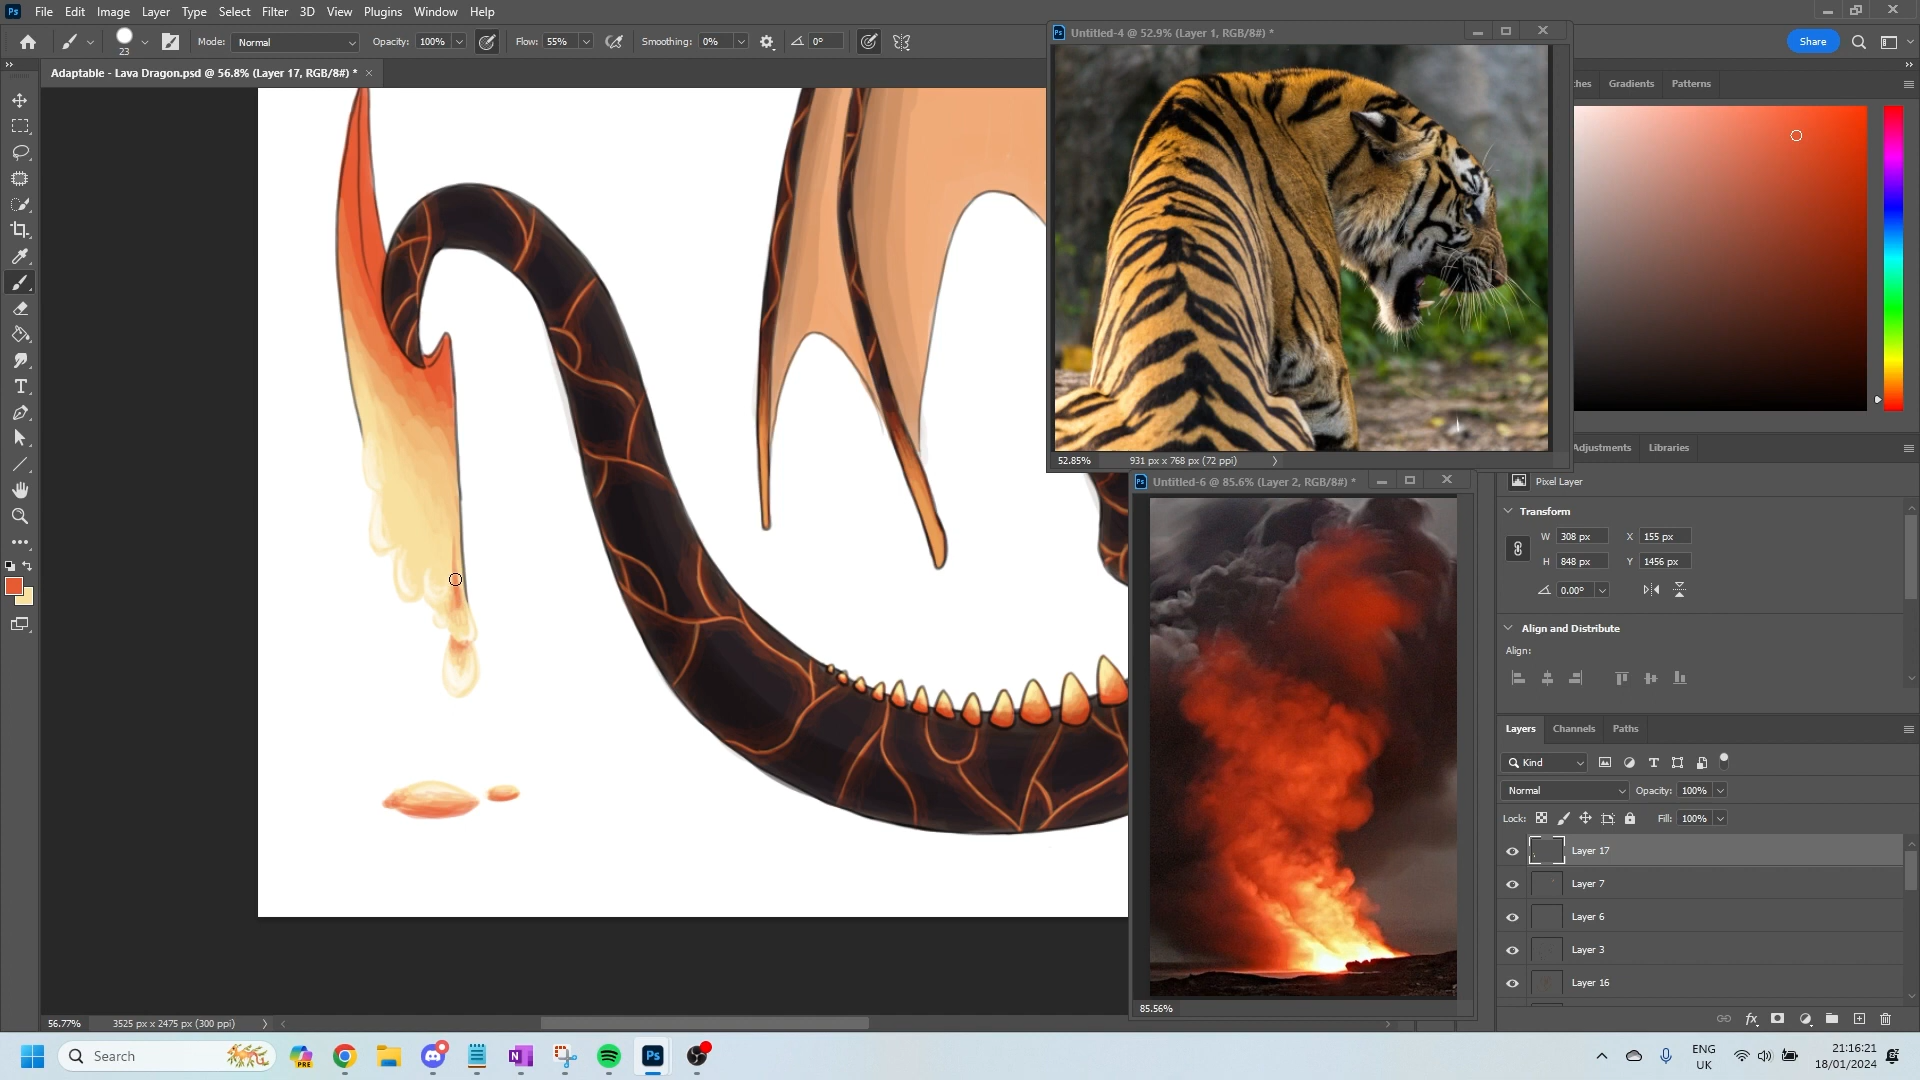 Ps File Edit Image Layer Type Select Filter 3D View Plugins Window Help
23 Mode: Normal Opacity: 100% Flow: 55% Smoothing: 0% 0° Share
Adaptable - Lava Dragon.psd @ 56.8% (Layer 17, RGB/8#) *
Untitled-4 @ 52.9% (Layer 1, RGB/8#) *
52.85% 931 px x 768 px (72 ppi)
Untitled-6 @ 85.6% (Layer 2, RGB/8#) *
85.56%
Gradients Patterns
Adjustments Libraries
Pixel Layer
Transform
W 308 px X 155 px
H 848 px Y 1456 px
0.00°
Align and Distribute
Align:
Layers Channels Paths
Kind
Normal Opacity: 100%
Lock: Fill: 100%
Layer 17
Layer 7
Layer 6
Layer 3
Layer 16
fx
56.77% 3525 px x 2475 px (300 ppi)
Search PRE N Ps ENG
UK 21:16:21
18/01/2024